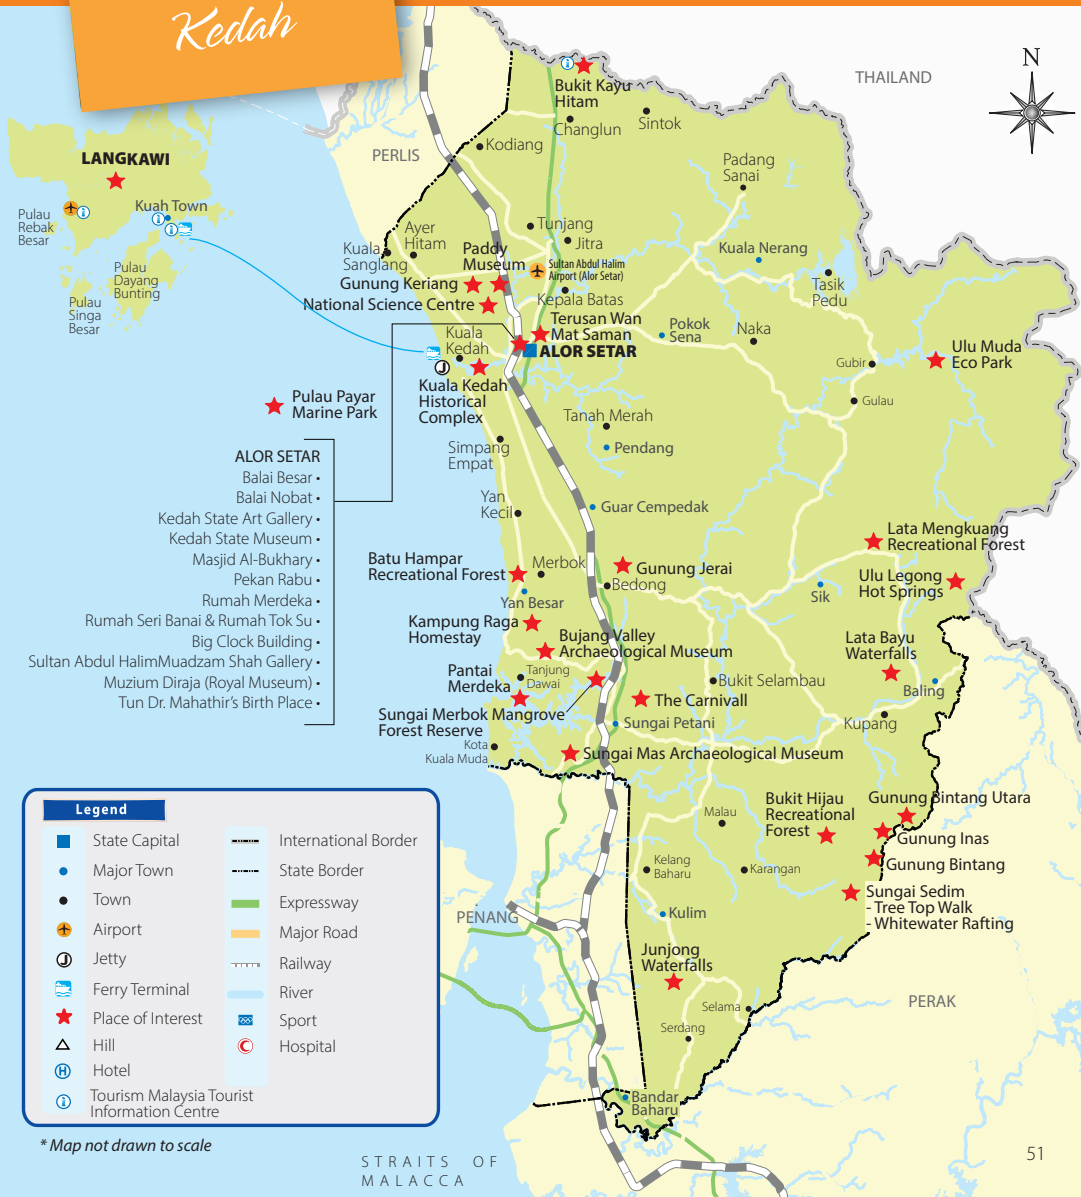 Kedah
N
THAILAND
Bukit Kayu
Hitam
Changlun
Sintok
Kodiang
PERLIS
LANGKAWI
Padang
Sanai
Kuah Town
Pulau
Rebak
Besar
Ayer
Hitam
Tunjang
Jitra
Kuala
Sanglang
Paddy
Museum
Kuala Nerang
Sultan Abdul Halim
Airport (Alor Setar)
Pulau
Dayang
Bunting
Tasik
Pedu
Gunung Keriang
Kepala Batas
Pulau
Singa
Besar
National Science Centre
Terusan Wan
Mat Saman
Pokok
Sena
Naka
Kuala
Kedah
ALOR SETAR
Ulu Muda
Eco Park
Gubir
J
Kuala Kedah
Historical
Complex
Pulau Payar
Marine Park
Gulau
Tanah Merah
Pendang
Simpang
Empat
ALOR SETAR
Balai Besar •
Balai Nobat •
Kedah State Art Gallery •
Kedah State Museum •
Masjid Al-Bukhary •
Pekan Rabu •
Rumah Merdeka •
Rumah Seri Banai & Rumah Tok Su •
Big Clock Building •
Sultan Abdul HalimMuadzam Shah Gallery •
Muzium Diraja (Royal Museum) •
Tun Dr. Mahathir's Birth Place •
Yan
Kecil
Guar Cempedak
Lata Mengkuang
Recreational Forest
Batu Hampar
Recreational Forest
Merbok
Gunung Jerai
Bedong
Ulu Legong
Hot Springs
Sik
Yan Besar
Kampung Raga
Homestay
Bujang Valley
Archaeological Museum
Lata Bayu
Waterfalls
Pantai
Merdeka
Tanjung
Dawai
Bukit Selambau
Baling
The Carnivall
Sungai Merbok Mangrove
Forest Reserve
Sungai Petani
Kupang
Kota
Kuala Muda
Sungai Mas Archaeological Museum
Malau
Bukit Hijau
Recreational
Forest
Gunung Bintang Utara
Gunung Inas
Kelang
Baharu
Karangan
Gunung Bintang
Sungai Sedim
- Tree Top Walk
- Whitewater Rafting
PENANG
Kulim
Junjong
Waterfalls
Selama
PERAK
Serdang
Bandar
Baharu
Legend
State Capital
Major Town
Town
Airport
J
Jetty
Ferry Terminal
Place of Interest
Hill
H
Hotel
i
Tourism Malaysia Tourist
Information Centre
International Border
State Border
Expressway
Major Road
Railway
River
Sport
Hospital
* Map not drawn to scale
STRAITS OF
MALACCA
51